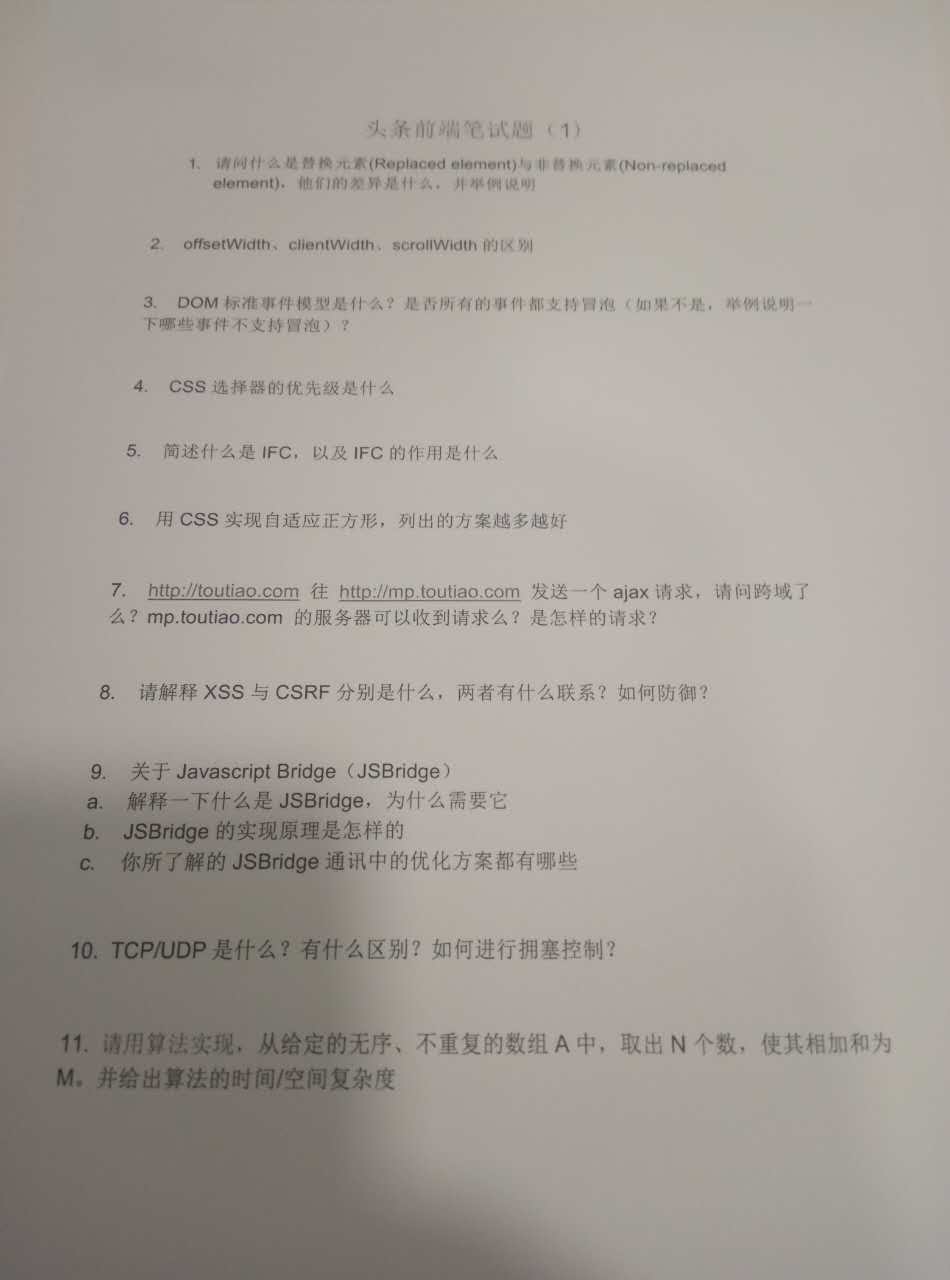 头条前端笔试题（1）
1. 请问什么是替换元素(Replaced element)与非替换元素(Non-replaced
element)，他们的差异是什么，并举例说明
2. offsetWidth、clientWidth、scrollWidth 的区别
3. DOM 标准事件模型是什么？是否所有的事件都支持冒泡（如果不是，举例说明一
下哪些事件不支持冒泡）？
4. CSS 选择器的优先级是什么
5. 简述什么是 IFC，以及 IFC 的作用是什么
6. 用 CSS 实现自适应正方形，列出的方案越多越好
7. http://toutiao.com 往 http://mp.toutiao.com 发送一个 ajax 请求，请问跨域了
么？mp.toutiao.com 的服务器可以收到请求么？是怎样的请求？
8. 请解释 XSS 与 CSRF 分别是什么，两者有什么联系？如何防御？
9. 关于 Javascript Bridge（JSBridge）
a. 解释一下什么是 JSBridge，为什么需要它
b. JSBridge 的实现原理是怎样的
c. 你所了解的 JSBridge 通讯中的优化方案都有哪些
10. TCP/UDP 是什么？有什么区别？如何进行拥塞控制？
11. 请用算法实现，从给定的无序、不重复的数组 A 中，取出 N 个数，使其相加和为
M。并给出算法的时间/空间复杂度